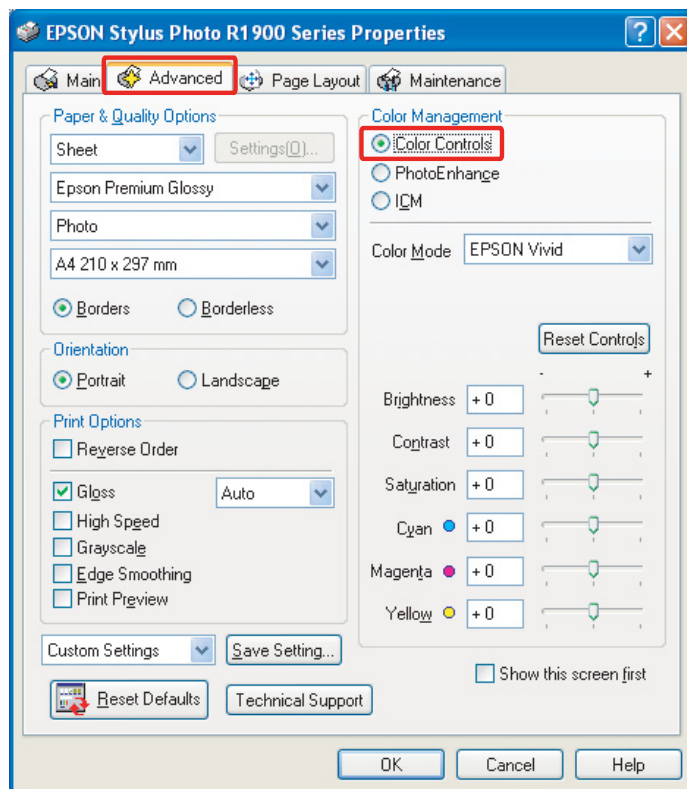 EPSON Stylus Photo R1900 Series Properties
Main Advanced Page Layout Maintenance
Paper & Quality Options
Sheet Settings(O)...
Epson Premium Glossy
Photo
A4 210 x 297 mm
Borders Borderless
Orientation
Portrait Landscape
Print Options
Reverse Order
Gloss Auto
High Speed
Grayscale
Edge Smoothing
Print Preview
Custom Settings Save Setting...
Reset Defaults Technical Support
Color Management
Color Controls
PhotoEnhance
ICM
Color Mode EPSON Vivid
Reset Controls
- +
Brightness + 0
Contrast + 0
Saturation + 0
Cyan + 0
Magenta + 0
Yellow + 0
Show this screen first
OK Cancel Help